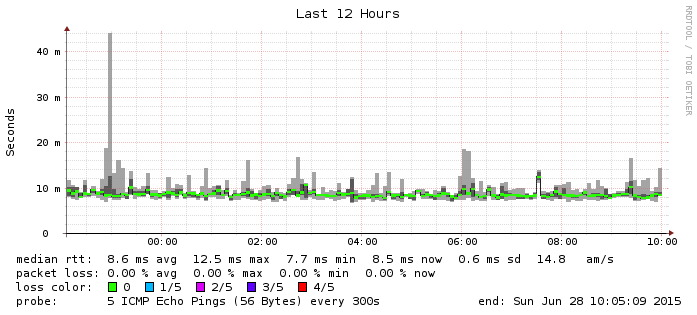 Last 12 Hours
RRDTOOL / TOBI OETIKER
Seconds
40 m
30 m
20 m
10 m
0
00:00 02:00 04:00 06:00 08:00 10:00
median rtt: 8.6 ms avg 12.5 ms max 7.7 ms min 8.5 ms now 0.6 ms sd 14.8 am/s
packet loss: 0.00 % avg 0.00 % max 0.00 % min 0.00 % now
loss color: 0 1/5 2/5 3/5 4/5
probe: 5 ICMP Echo Pings (56 Bytes) every 300s end: Sun Jun 28 10:05:09 2015